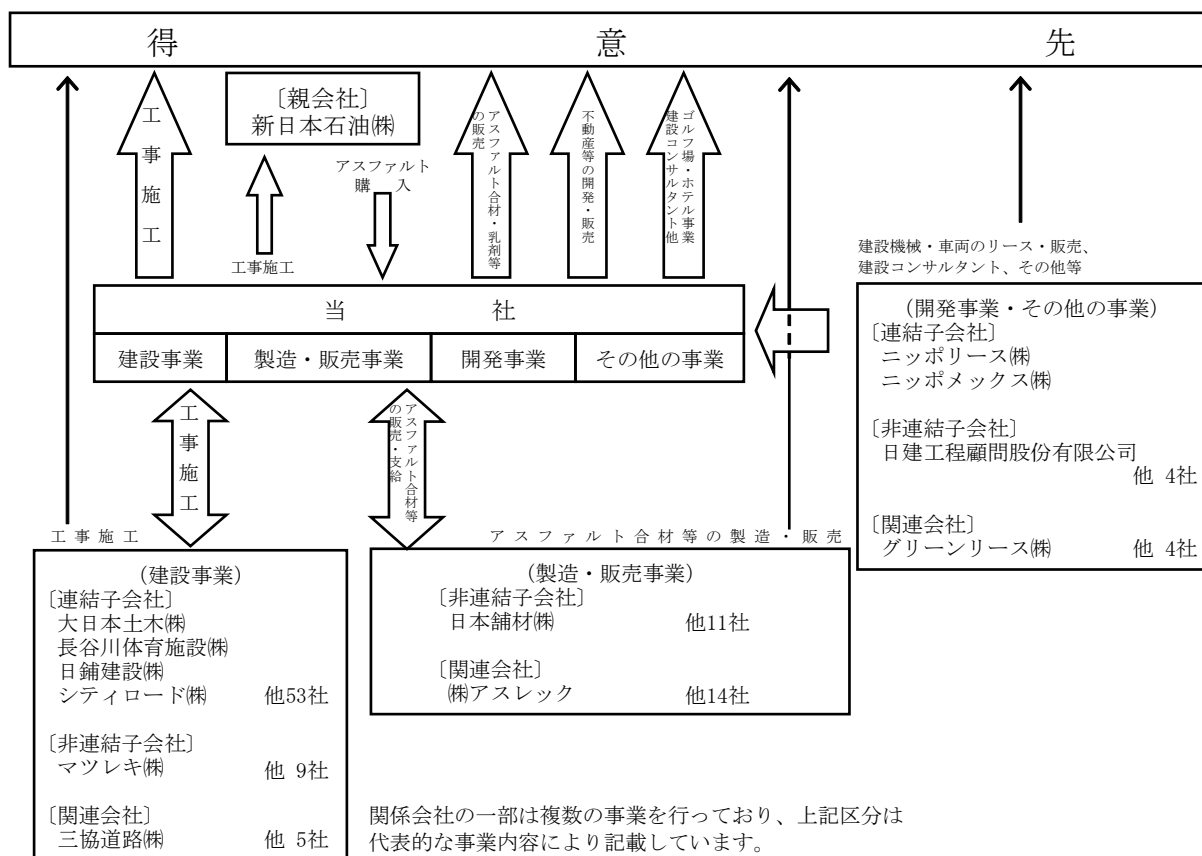 得　意　先
〔親会社〕
新日本石油㈱
工事施工
工事施工
アスファルト
購　入
アスファルト合材・乳剤等
の販売
不動産等の開発・販売
ゴルフ場・ホテル事業
建設コンサルタント他
建設機械・車両のリース・販売、
建設コンサルタント、その他等
当　社
建設事業　製造・販売事業　開発事業　その他の事業
工事施工
アスファルト合材等
の販売・支給
(開発事業・その他の事業)
〔連結子会社〕
ニッポリース㈱
ニッポメックス㈱
〔非連結子会社〕
日建工程顧問股份有限公司
他 4社
〔関連会社〕
グリーンリース㈱　他 4社
工事施工
(建設事業)
〔連結子会社〕
大日本土木㈱
長谷川体育施設㈱
日鋪建設㈱
シティロード㈱　他53社
〔非連結子会社〕
マツレキ㈱　他 9社
〔関連会社〕
三協道路㈱　他 5社
アスファルト合材等の製造・販売
(製造・販売事業)
〔非連結子会社〕
日本舗材㈱　他11社
〔関連会社〕
㈱アスレック　他14社
関係会社の一部は複数の事業を行っており、上記区分は
代表的な事業内容により記載しています。